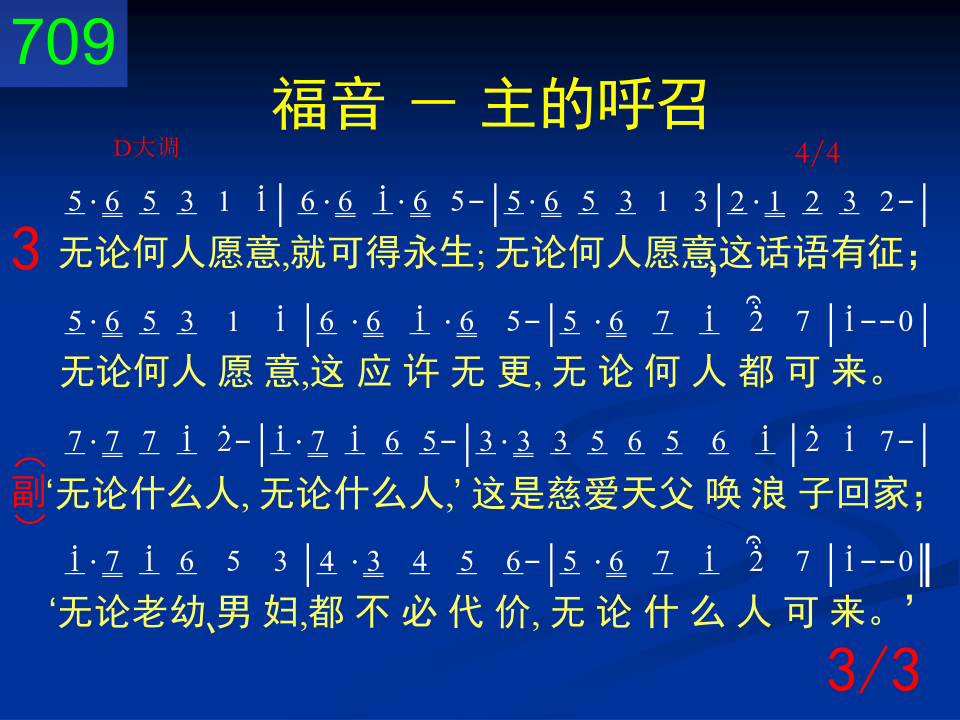 709
福音 － 主的呼召
D大调 4/4
5·6 5 3 1 i̇| 6·6 i̇·6 5-|5·6 5 3 1 3|2·1 2 3 2-|
3 无论何人愿意,就可得永生; 无论何人愿意,这话语有征；
5·6 5 3 1 i̇|6·6 i̇·6 5-|5·6 7 i̇ 2̇ 7|i̇--0|
无论何人 愿 意,这 应 许 无 更, 无 论 何 人 都 可 来。
7·7 7 i̇ 2̇-|i̇·7 i̇ 6 5-|3·3 3 5 6 5 6 i̇|2̇ i̇ 7-|
（副） ‘无论什么人, 无论什么人,’ 这是慈爱天父 唤 浪 子回家；
i̇·7 i̇ 6 5 3|4·3 4 5 6-|5·6 7 i̇ 2̇ 7|i̇--0‖
‘无论老幼、男 妇,都 不 必 代 价, 无 论 什 么 人 可 来。’
3/3